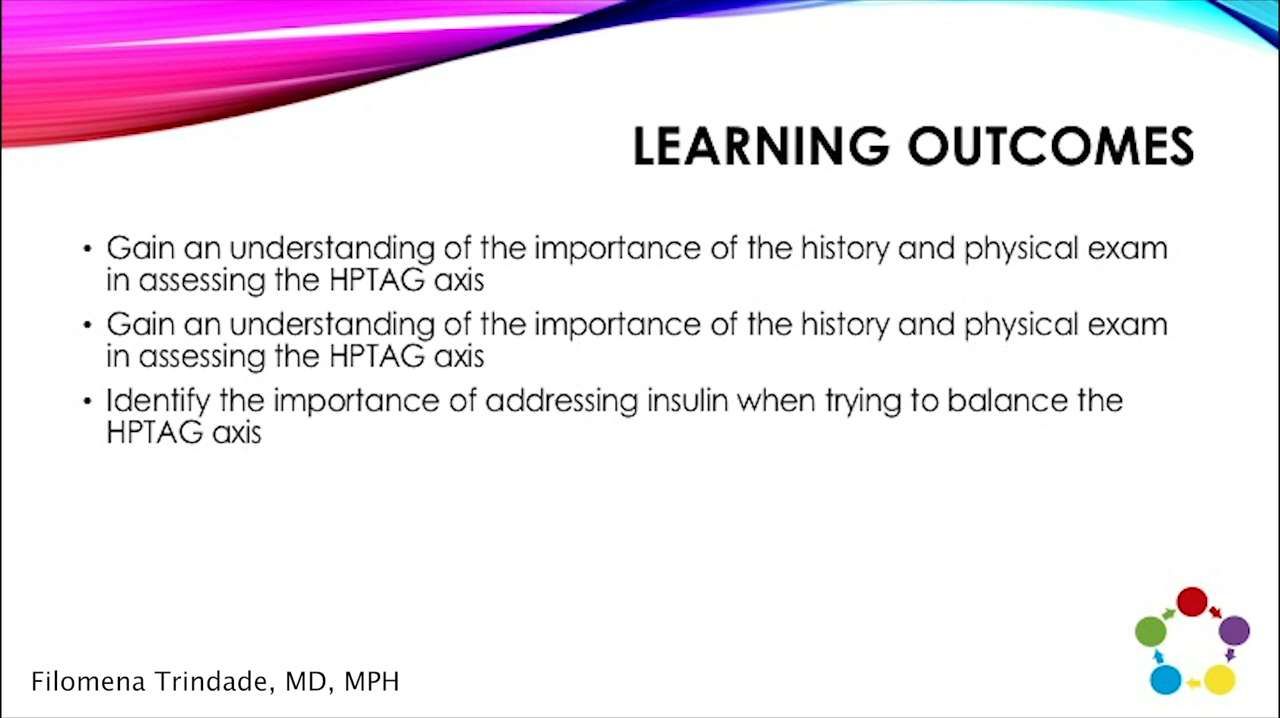 LEARNING OUTCOMES
• Gain an understanding of the importance of the history and physical exam
in assessing the HPTAG axis
• Gain an understanding of the importance of the history and physical exam
in assessing the HPTAG axis
• Identify the importance of addressing insulin when trying to balance the
HPTAG axis
Filomena Trindade, MD, MPH